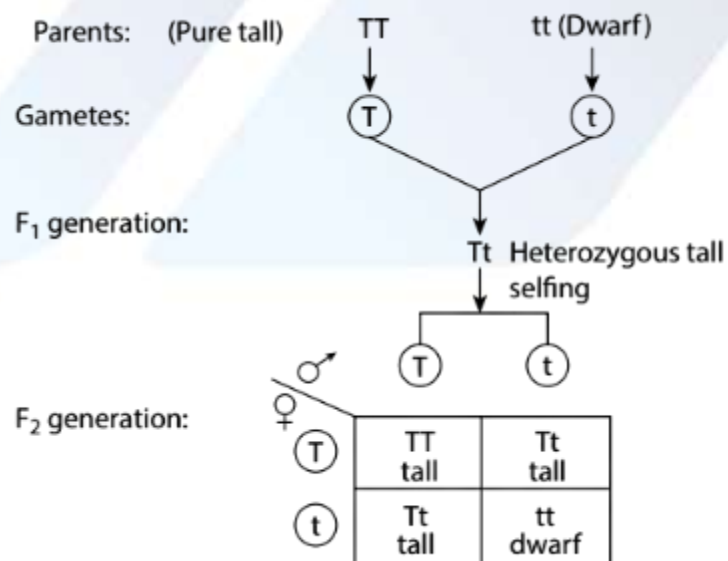 Parents: (Pure tall) TT tt (Dwarf)
Gametes: T t
F₁ generation:
Tt Heterozygous tall
selfing
T t
F₂ generation:
T TT Tt
tall tall
t Tt tt
tall dwarf